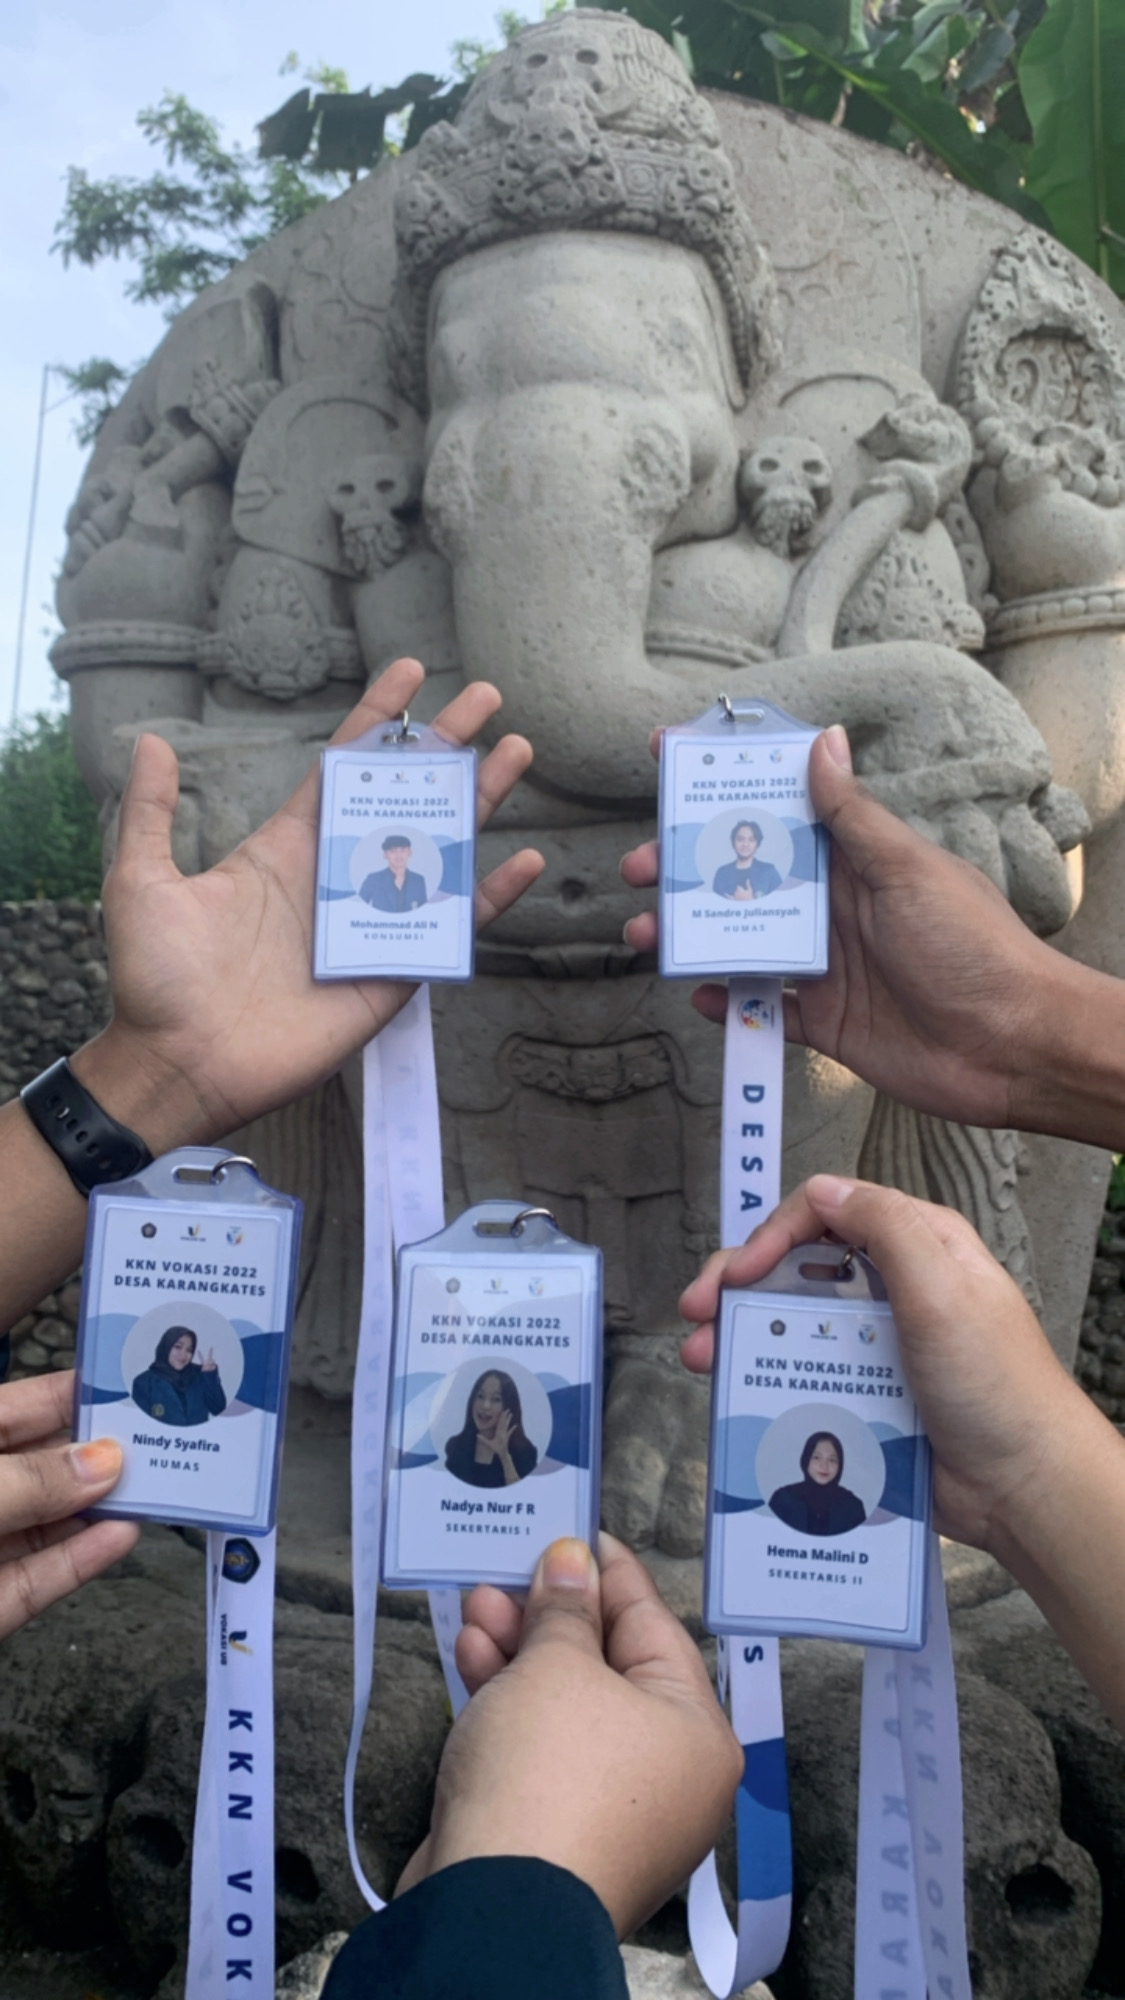 KKN VOKASI 2022
DESA KARANGKATES
Mohammad Ali N
KONSUMSI
KKN VOKASI 2022
DESA KARANGKATES
M Sandre Juliansyah
HUMAS
DESA
KKN VOKASI 2022
DESA KARANGKATES
Nindy Syafira
HUMAS
VOKASI UB
KKN VOK
KKN VOKASI 2022
DESA KARANGKATES
Nadya Nur F R
SEKERTARIS I
KKN VOKASI 2022
DESA KARANGKATES
Hema Malini D
SEKERTARIS II
S